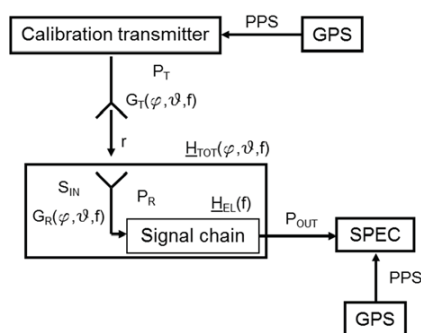 Calibration transmitter
PPS
GPS
P_T
G_T(φ,ϑ,f)
r
H_TOT(φ,ϑ,f)
S_IN
P_R
G_R(φ,ϑ,f)
H_EL(f)
Signal chain
P_OUT
SPEC
PPS
GPS